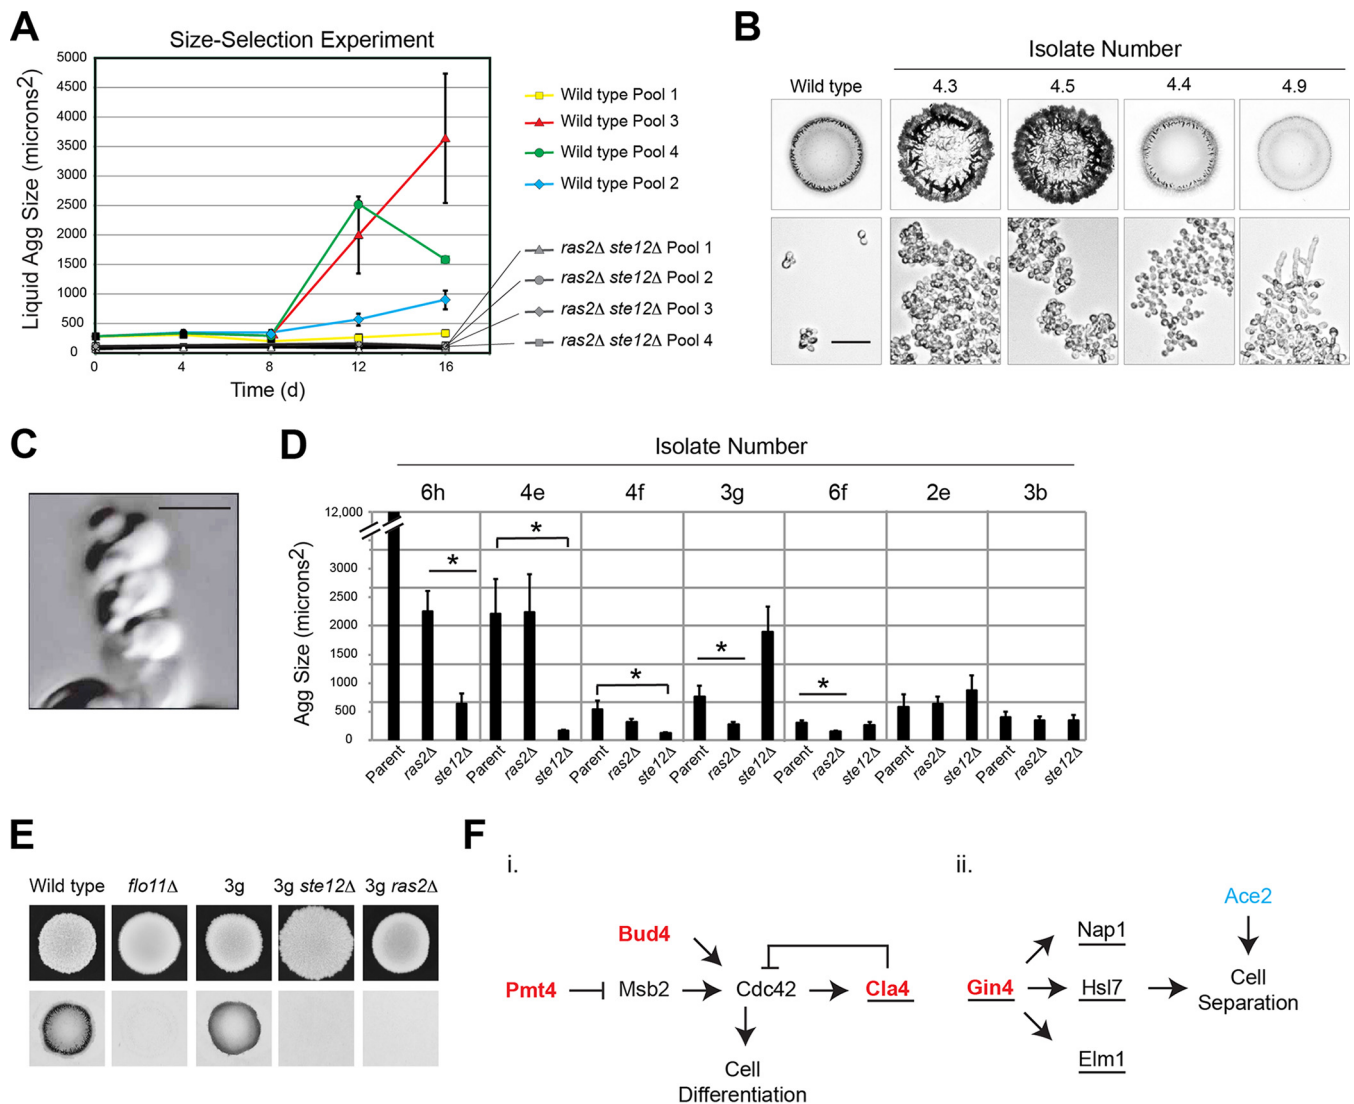 A
Size-Selection Experiment
Liquid Agg Size (microns2)
5000
4500
4000
3500
3000
2500
2000
1500
1000
500
0
0 4 8 12 16
Time (d)
Wild type Pool 1
Wild type Pool 3
Wild type Pool 4
Wild type Pool 2
ras2Δ ste12Δ Pool 1
ras2Δ ste12Δ Pool 2
ras2Δ ste12Δ Pool 3
ras2Δ ste12Δ Pool 4
B
Isolate Number
Wild type 4.3 4.5 4.4 4.9
C
D
Isolate Number
6h 4e 4f 3g 6f 2e 3b
Agg Size (microns2)
12,000
3000
2500
2000
1500
1000
500
0
* * * * *
Parent ras2Δ ste12Δ Parent ras2Δ ste12Δ Parent ras2Δ ste12Δ Parent ras2Δ ste12Δ Parent ras2Δ ste12Δ Parent ras2Δ ste12Δ Parent ras2Δ ste12Δ
E
Wild type flo11Δ 3g 3g ste12Δ 3g ras2Δ
F
i.
Bud4
Pmt4 Msb2 Cdc42 Cla4
Cell
Differentiation
ii.
Ace2
Nap1
Gin4 Hsl7 Cell
Separation
Elm1